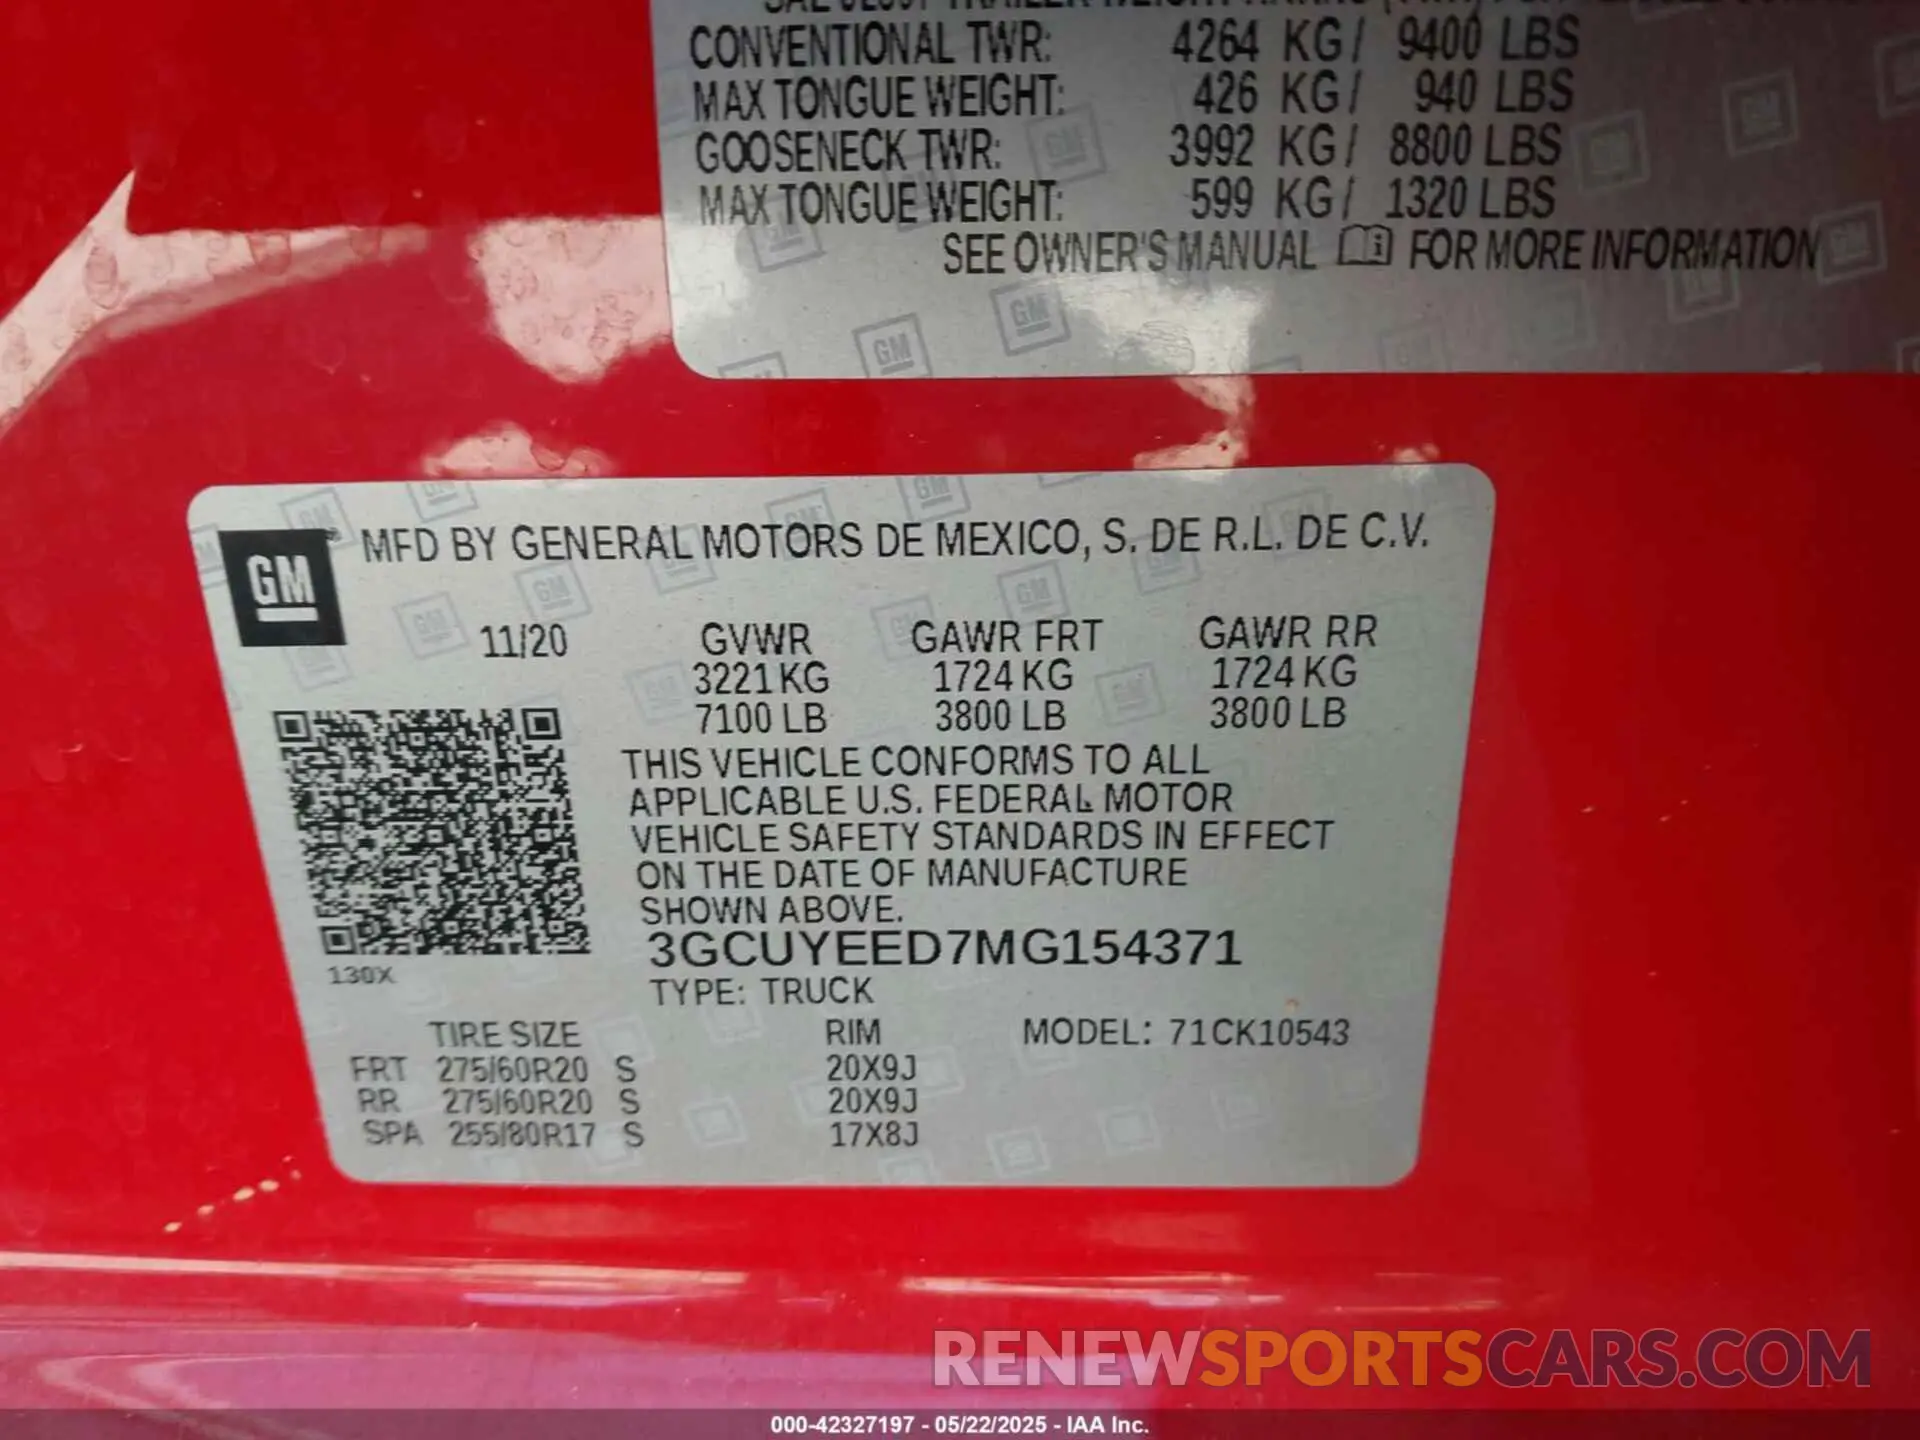 CONVENTIONAL TWR: 4264 KG / 9400 LBS
MAX TONGUE WEIGHT: 426 KG / 940 LBS
GOOSENECK TWR: 3992 KG / 8800 LBS
MAX TONGUE WEIGHT: 599 KG / 1320 LBS
SEE OWNER'S MANUAL FOR MORE INFORMATION
GM MFD BY GENERAL MOTORS DE MEXICO, S. DE R.L. DE C.V.
11/20 GVWR GAWR FRT GAWR RR
3221 KG 1724 KG 1724 KG
7100 LB 3800 LB 3800 LB
THIS VEHICLE CONFORMS TO ALL
APPLICABLE U.S. FEDERAL MOTOR
VEHICLE SAFETY STANDARDS IN EFFECT
ON THE DATE OF MANUFACTURE
SHOWN ABOVE.
3GCUYEED7MG154371
130X
TYPE: TRUCK
TIRE SIZE RIM MODEL: 71CK10543
FRT 275/60R20 S 20X9J
RR 275/60R20 S 20X9J
SPA 255/80R17 S 17X8J
RENEWSPORTSCARS.COM
000-42327197 - 05/22/2025 - IAA Inc.